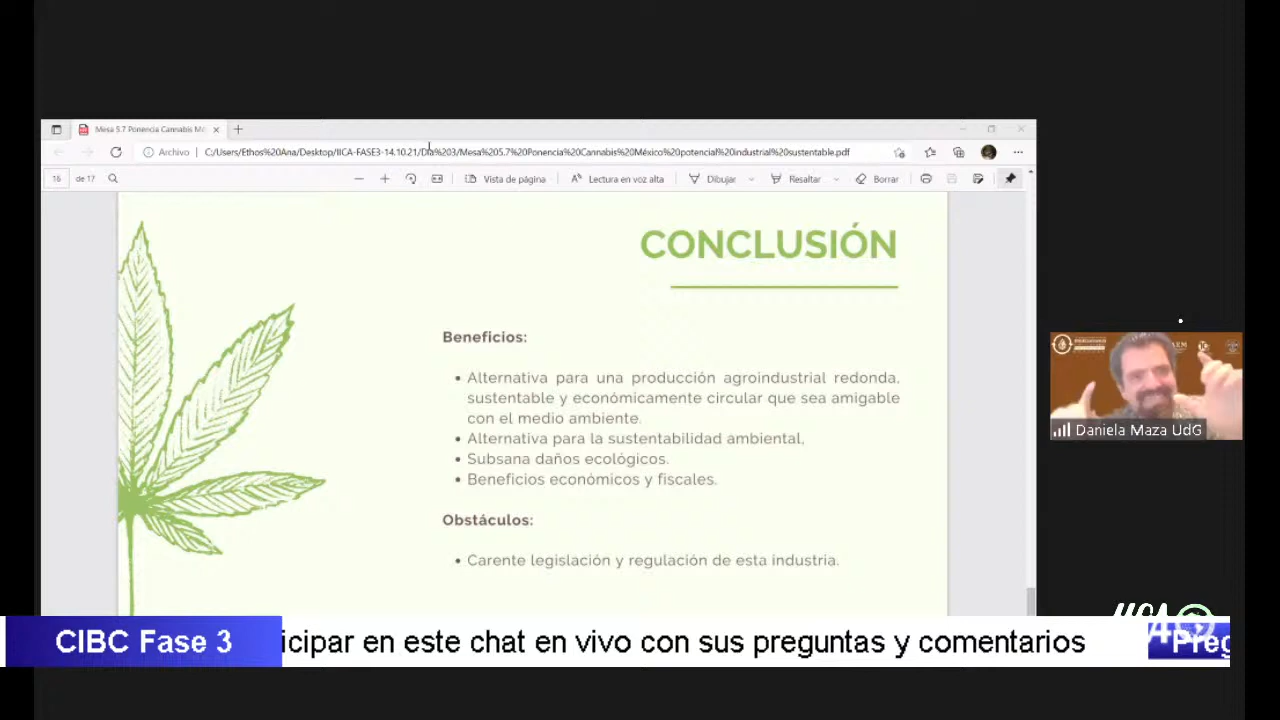 Mesa 5.7 Ponencia Cannabis Mé
Archivo
C:/Users/Ethos%20Ana/Desktop/IICA-FASE3-14.10.21/Día%203/Mesa%205.7%20Ponencia%20Cannabis%20México%20potencial%20industrial%20sustentable.pdf
16 de 17
Vista de página
Lectura en voz alta
Dibujar
Resaltar
Borrar
CONCLUSIÓN
Beneficios:
• Alternativa para una producción agroindustrial redonda,
sustentable y económicamente circular que sea amigable
con el medio ambiente.
• Alternativa para la sustentabilidad ambiental,
• Subsana daños ecológicos.
• Beneficios económicos y fiscales.
Obstáculos:
• Carente legislación y regulación de esta industria.
Daniela Maza UdG
CIBC Fase 3
icipar en este chat en vivo con sus preguntas y comentarios
Preg